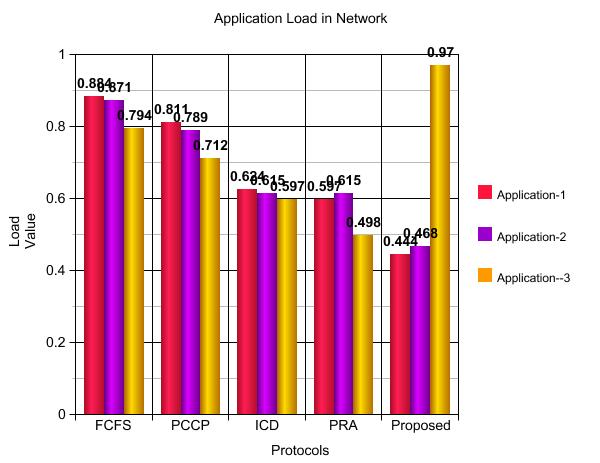 Application Load in Network
1
0.8
0.6
0.4
0.2
0
Load
Value
0.884
0.871
0.794
0.811
0.789
0.712
0.624
0.615
0.597
0.597
0.615
0.498
0.444
0.468
0.97
FCFS
PCCP
ICD
PRA
Proposed
Protocols
Application-1
Application-2
Application--3